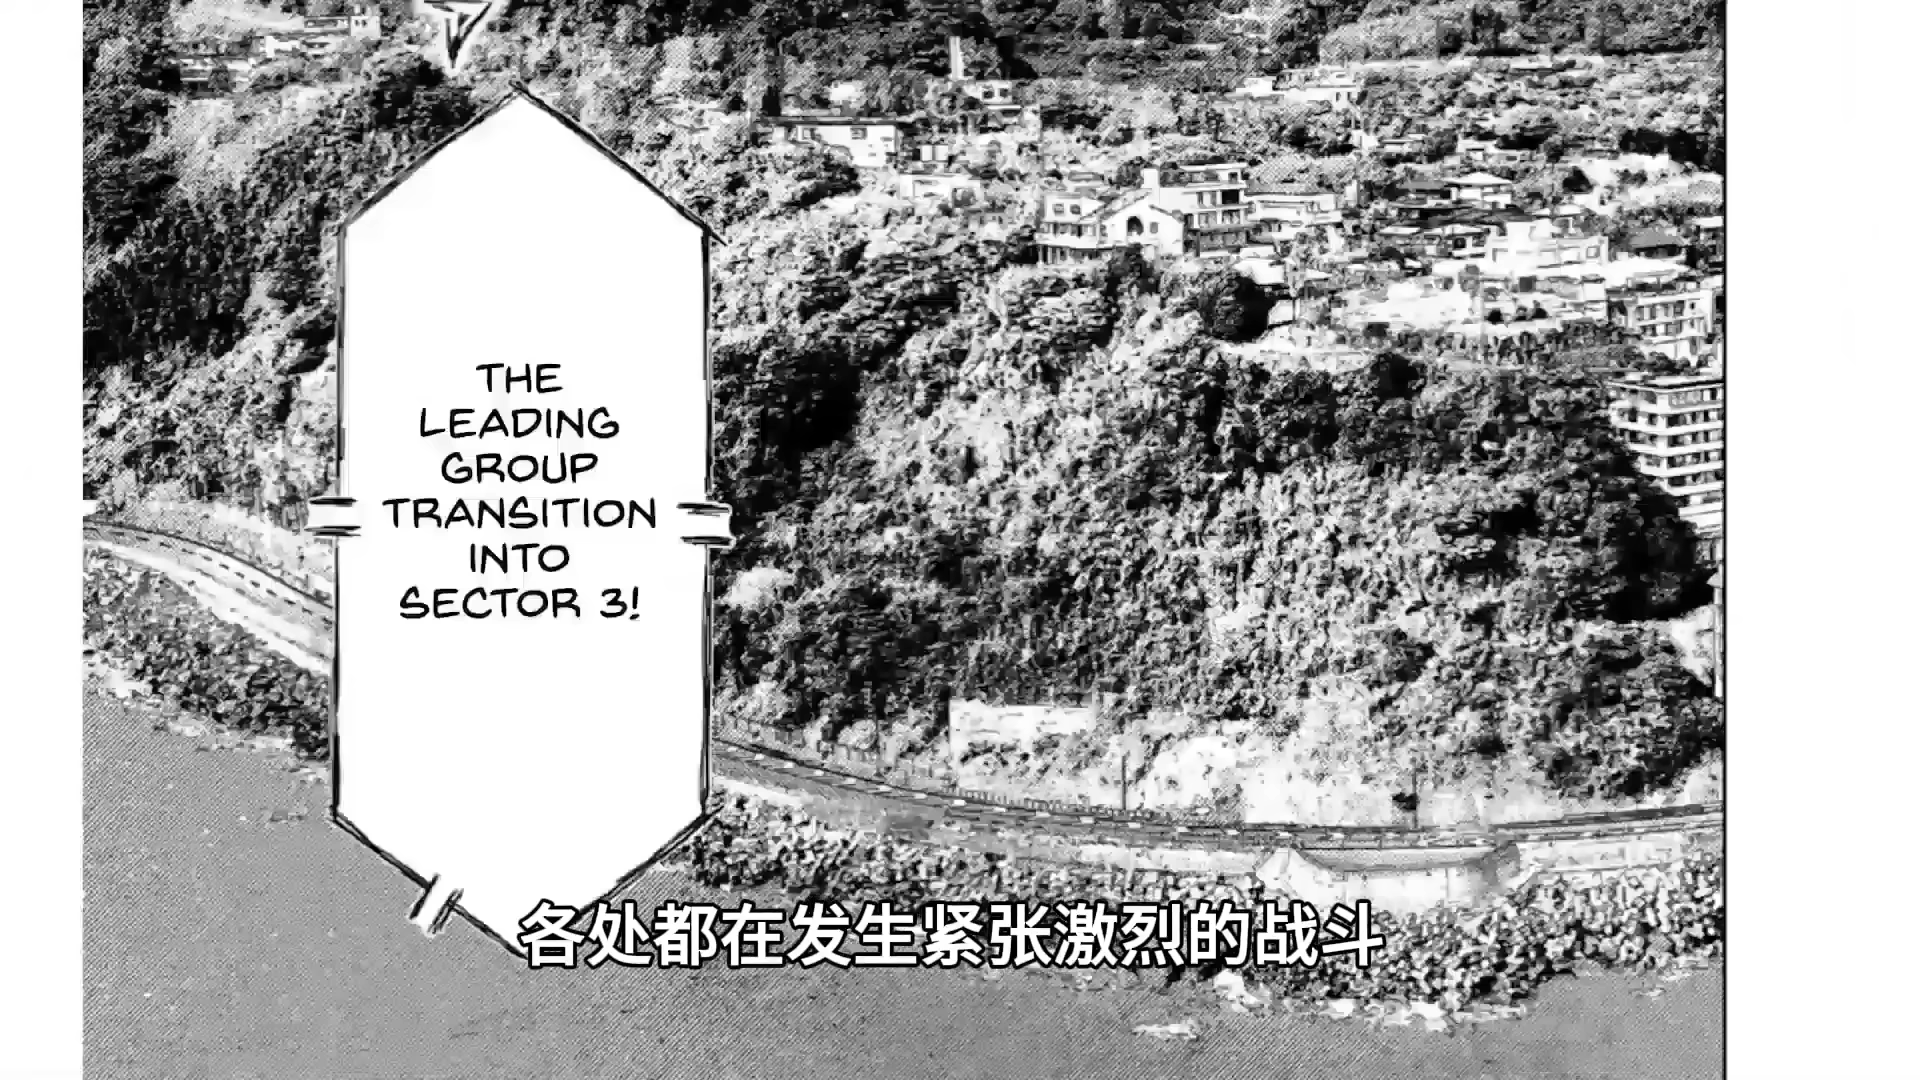 THE
LEADING
GROUP
TRANSITION
INTO
SECTOR 3!
各处都在发生紧张激烈的战斗